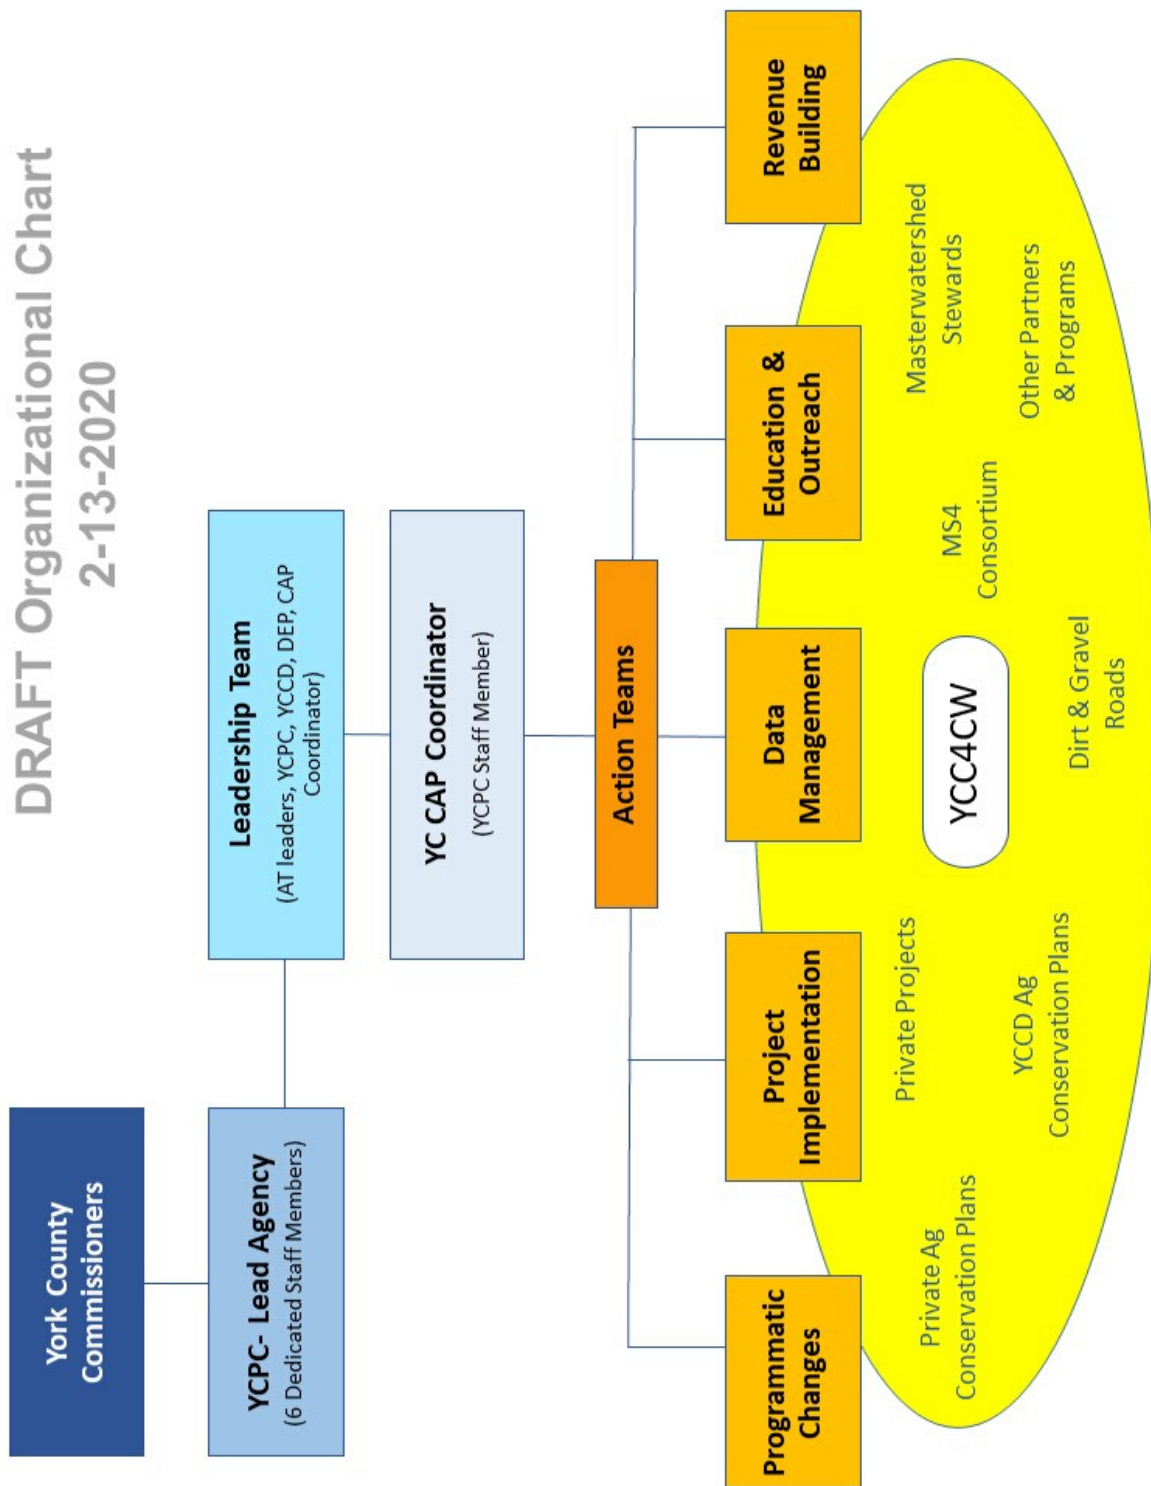 DRAFT Organizational Chart
2-13-2020
York County
Commissioners
YCPC- Lead Agency
(6 Dedicated Staff Members)
Leadership Team
(AT leaders, YCPC, YCCD, DEP, CAP
Coordinator)
YC CAP Coordinator
(YCPC Staff Member)
Action Teams
Programmatic
Changes
Project
Implementation
Data
Management
Education &
Outreach
Revenue
Building
Private Ag
Conservation Plans
Private Projects
YCCD Ag
Conservation Plans
YCC4CW
Dirt & Gravel
Roads
MS4
Consortium
Masterwatershed
Stewards
Other Partners
& Programs